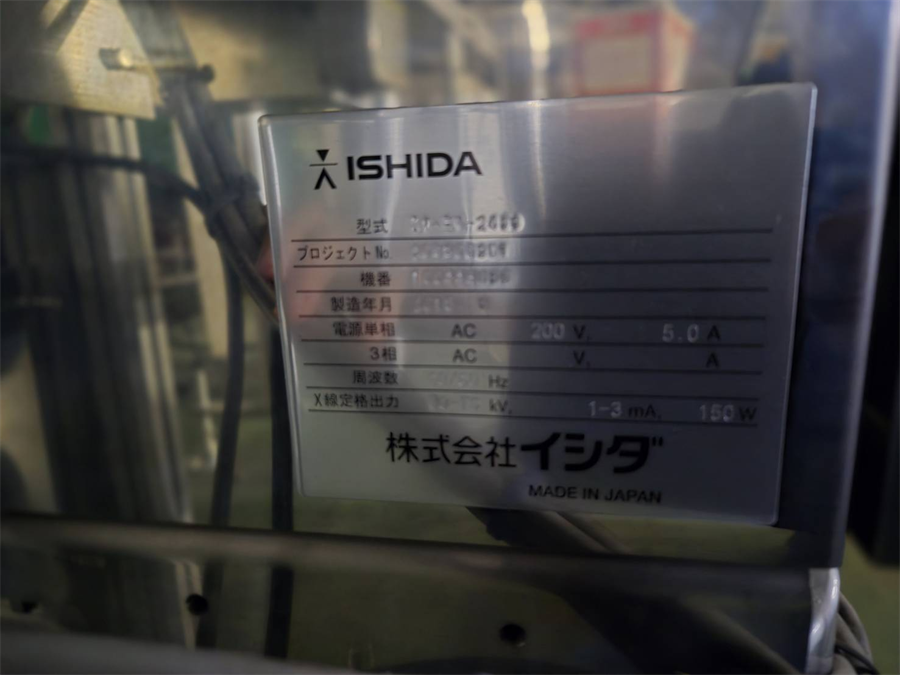 ISHIDA
型式
プロジェクト No.
機番
製造年月
電源単相 AC 200 V, 5.0 A
3相 AC V, A
周波数 Hz
X線定格出力 kV, 1-3 mA, 150 W
株式会社イシダ
MADE IN JAPAN